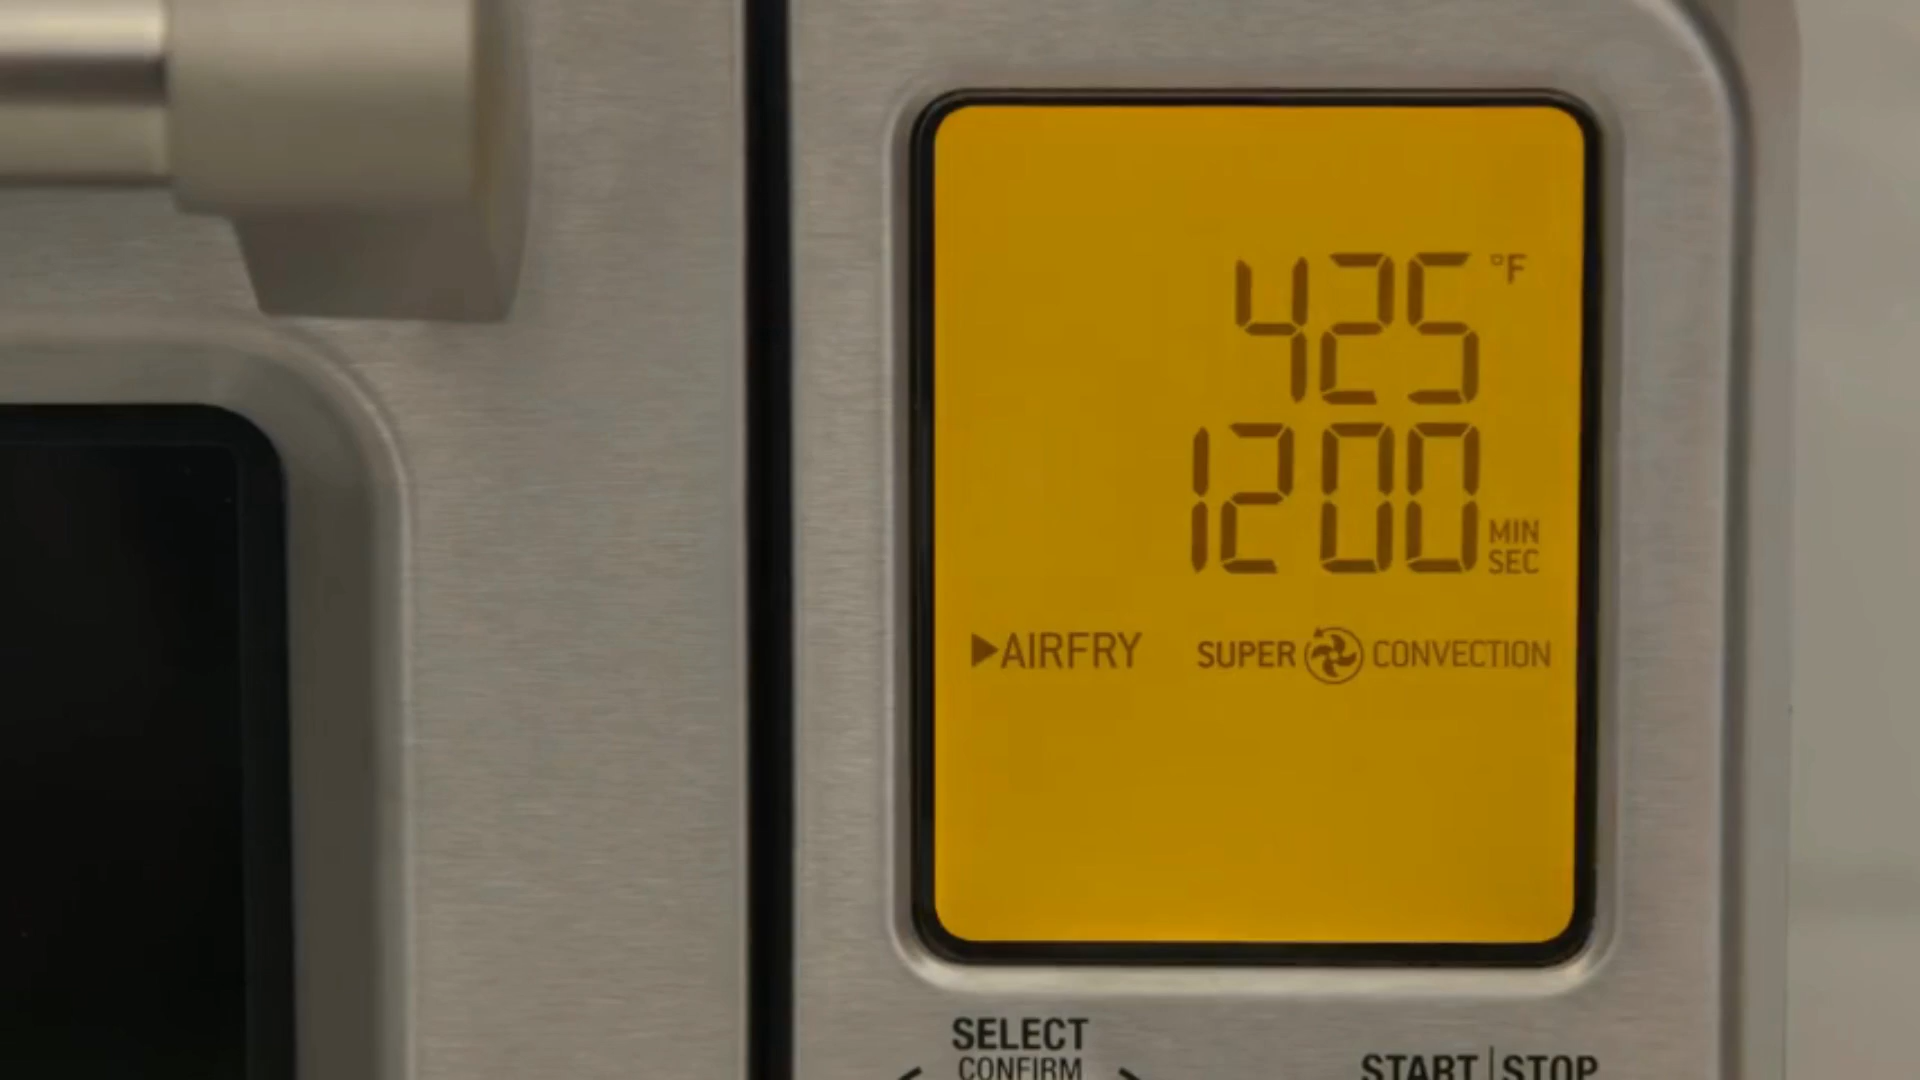 425 °F
1200 MIN
SEC
▶AIRFRY SUPER CONVECTION
SELECT
CONFIRM
START|STOP